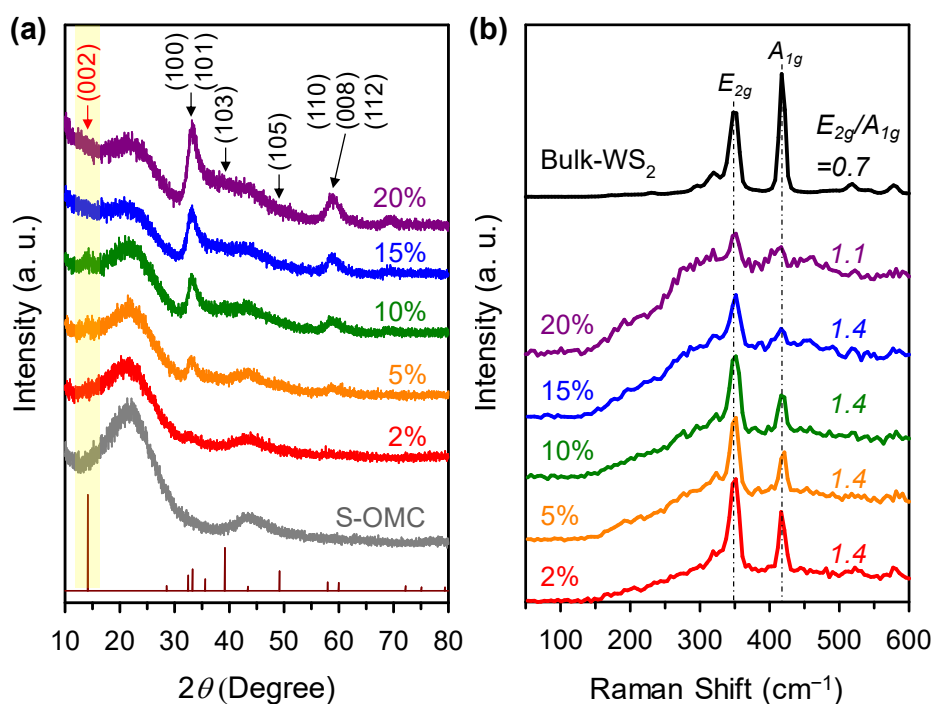 (a)
(002)
(100)
(101)
(103)
(105)
(110)
(008)
(112)
20%
15%
10%
5%
2%
S-OMC
Intensity (a. u.)
10 20 30 40 50 60 70 80
2θ (Degree)
(b)
A1g
E2g
E2g/A1g
=0.7
Bulk-WS2
1.1
20%
1.4
15%
1.4
10%
1.4
5%
1.4
2%
Intensity (a. u.)
100 200 300 400 500 600
Raman Shift (cm–1)